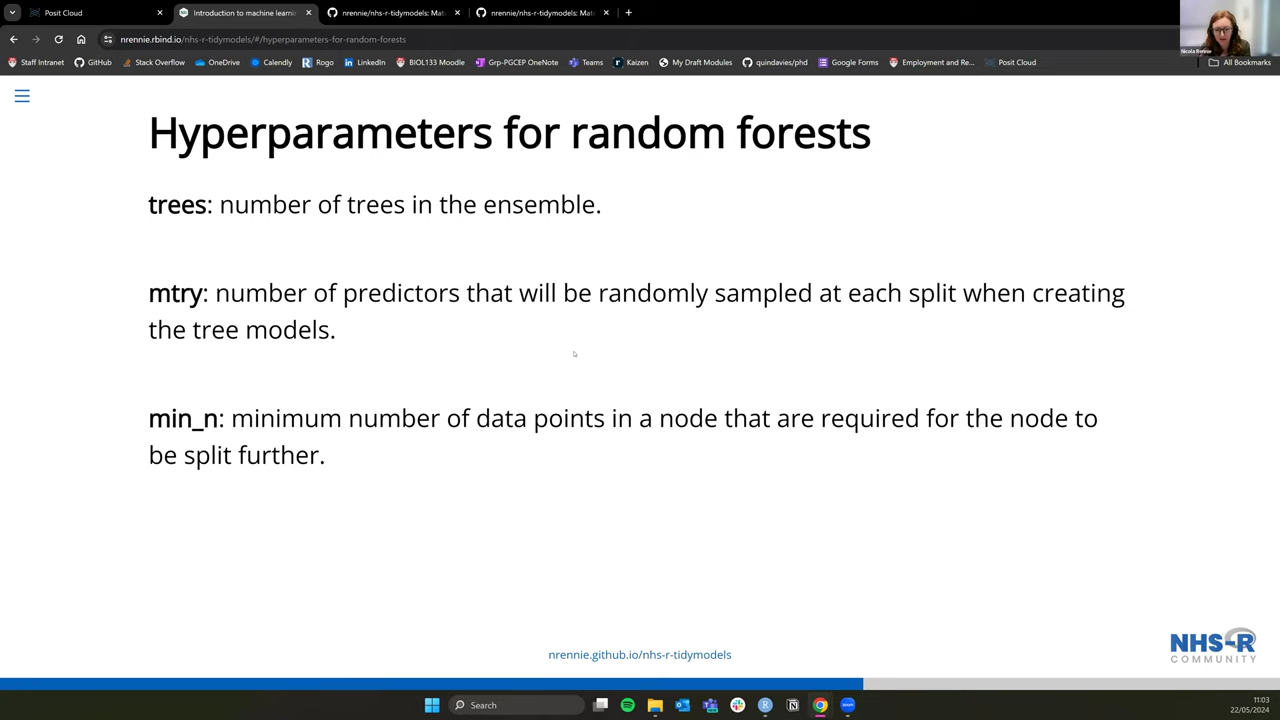 Posit Cloud
Introduction to machine learni
nrennie/nhs-r-tidymodels: Mat
nrennie/nhs-r-tidymodels: Mat
nrennie.rbind.io/nhs-r-tidymodels/#/hyperparameters-for-random-forests
Staff Intranet
GitHub
Stack Overflow
OneDrive
Calendly
Rogo
LinkedIn
BIOL133 Moodle
Grp-PGCEP OneNote
Teams
Kaizen
My Draft Modules
quindavies/phd
Google Forms
Employment and Re...
Posit Cloud
All Bookmarks
Nicola Rennie
Hyperparameters for random forests
trees: number of trees in the ensemble.
mtry: number of predictors that will be randomly sampled at each split when creating
the tree models.
min_n: minimum number of data points in a node that are required for the node to
be split further.
nrennie.github.io/nhs-r-tidymodels
NHS-R
COMMUNITY
Search
zoom
11:03
22/05/2024